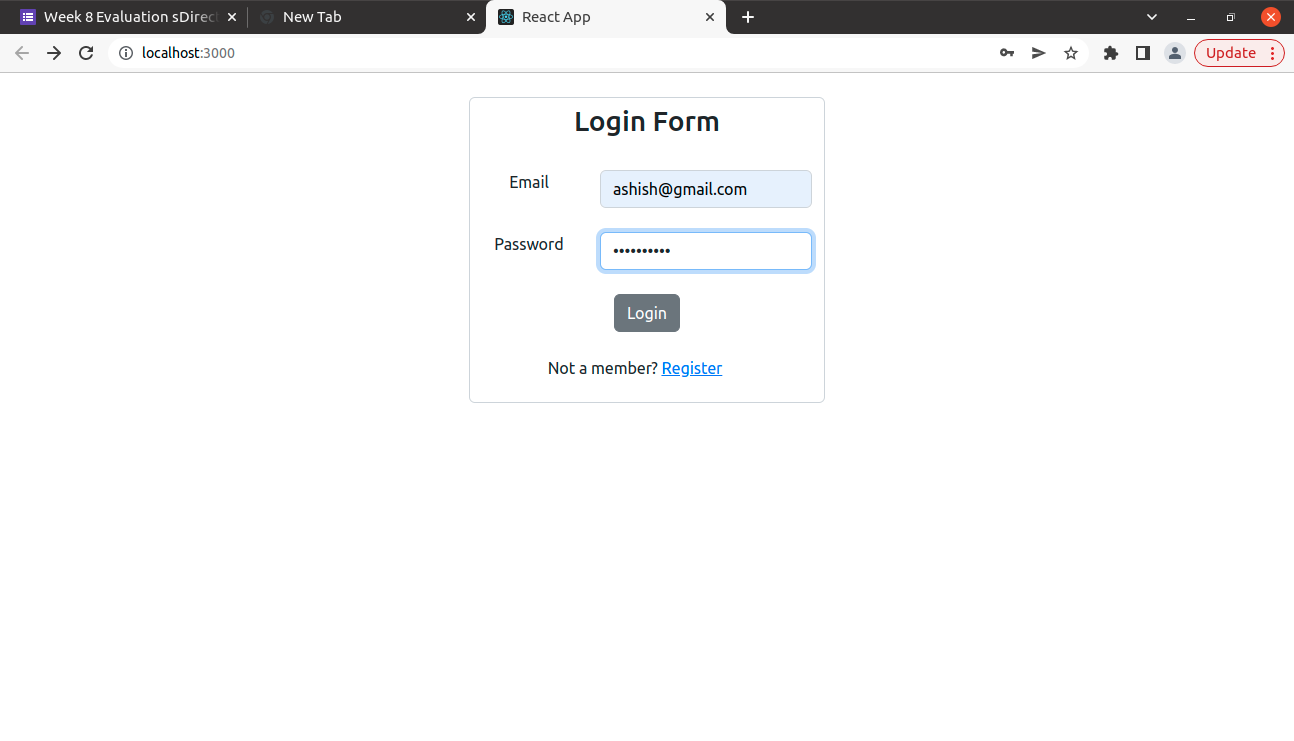 Week 8 Evaluation sDirec
New Tab
React App
localhost:3000
Update
Login Form
Email
ashish@gmail.com
Password
••••••••••
Login
Not a member? Register